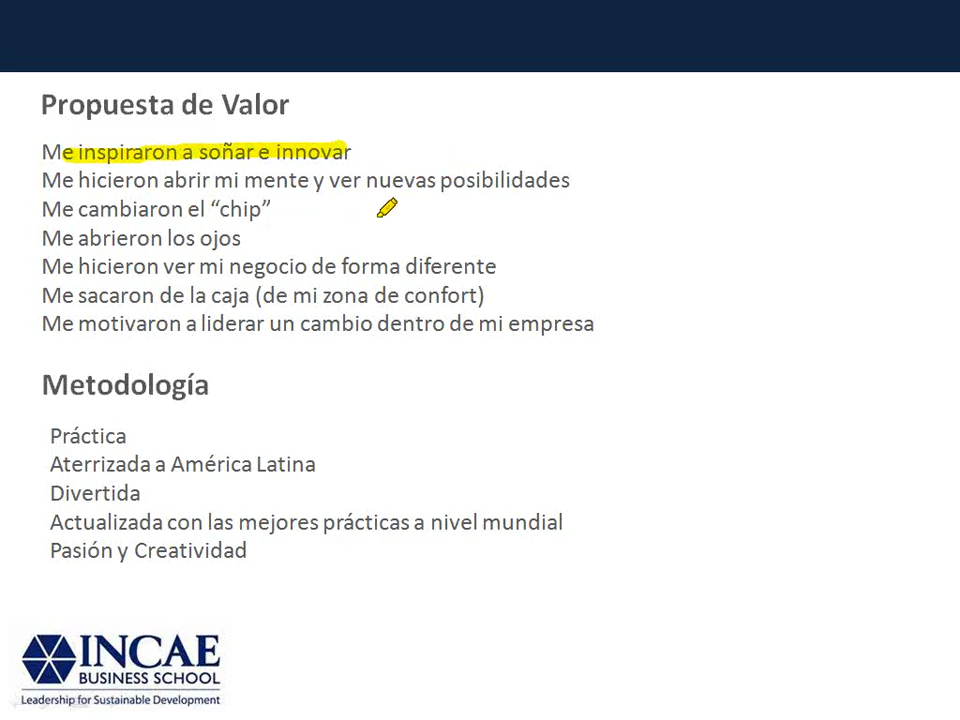 Propuesta de Valor
Me inspiraron a soñar e innovar
Me hicieron abrir mi mente y ver nuevas posibilidades
Me cambiaron el “chip”
Me abrieron los ojos
Me hicieron ver mi negocio de forma diferente
Me sacaron de la caja (de mi zona de confort)
Me motivaron a liderar un cambio dentro de mi empresa
Metodología
Práctica
Aterrizada a América Latina
Divertida
Actualizada con las mejores prácticas a nivel mundial
Pasión y Creatividad
INCAE
BUSINESS SCHOOL
Leadership for Sustainable Development